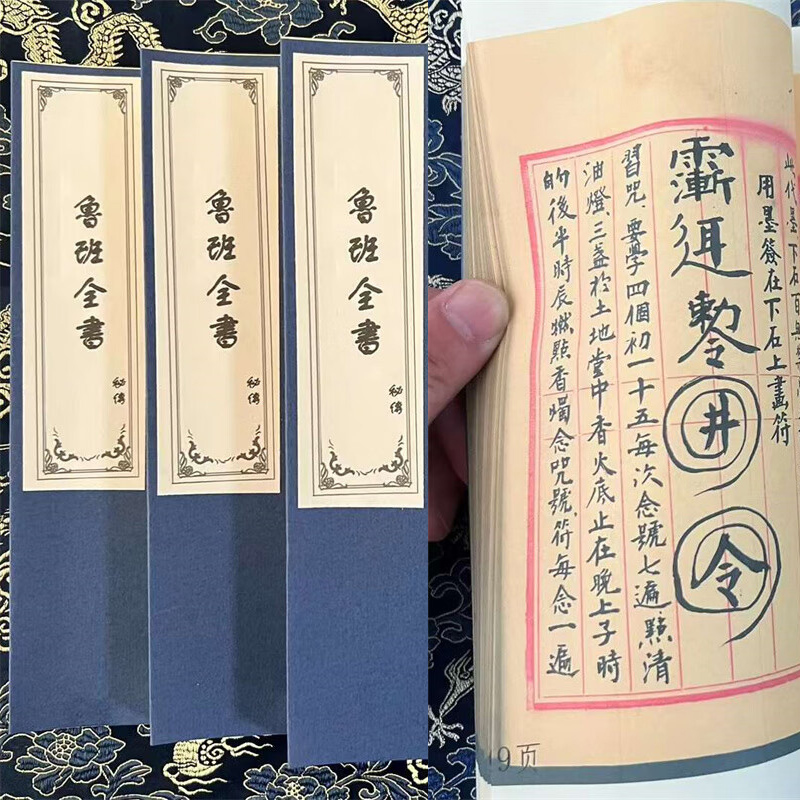 魯班全書
秘傳
魯班全書
秘傳
魯班全書
秘傳
用墨簽在下石上畫符
井
令
習咒、要學四個初一十五每次念號七遍點清
油燈、三盞於土地堂中香火底止在晚上子時
的後半時辰點香燭念咒號、符每念一遍
19页